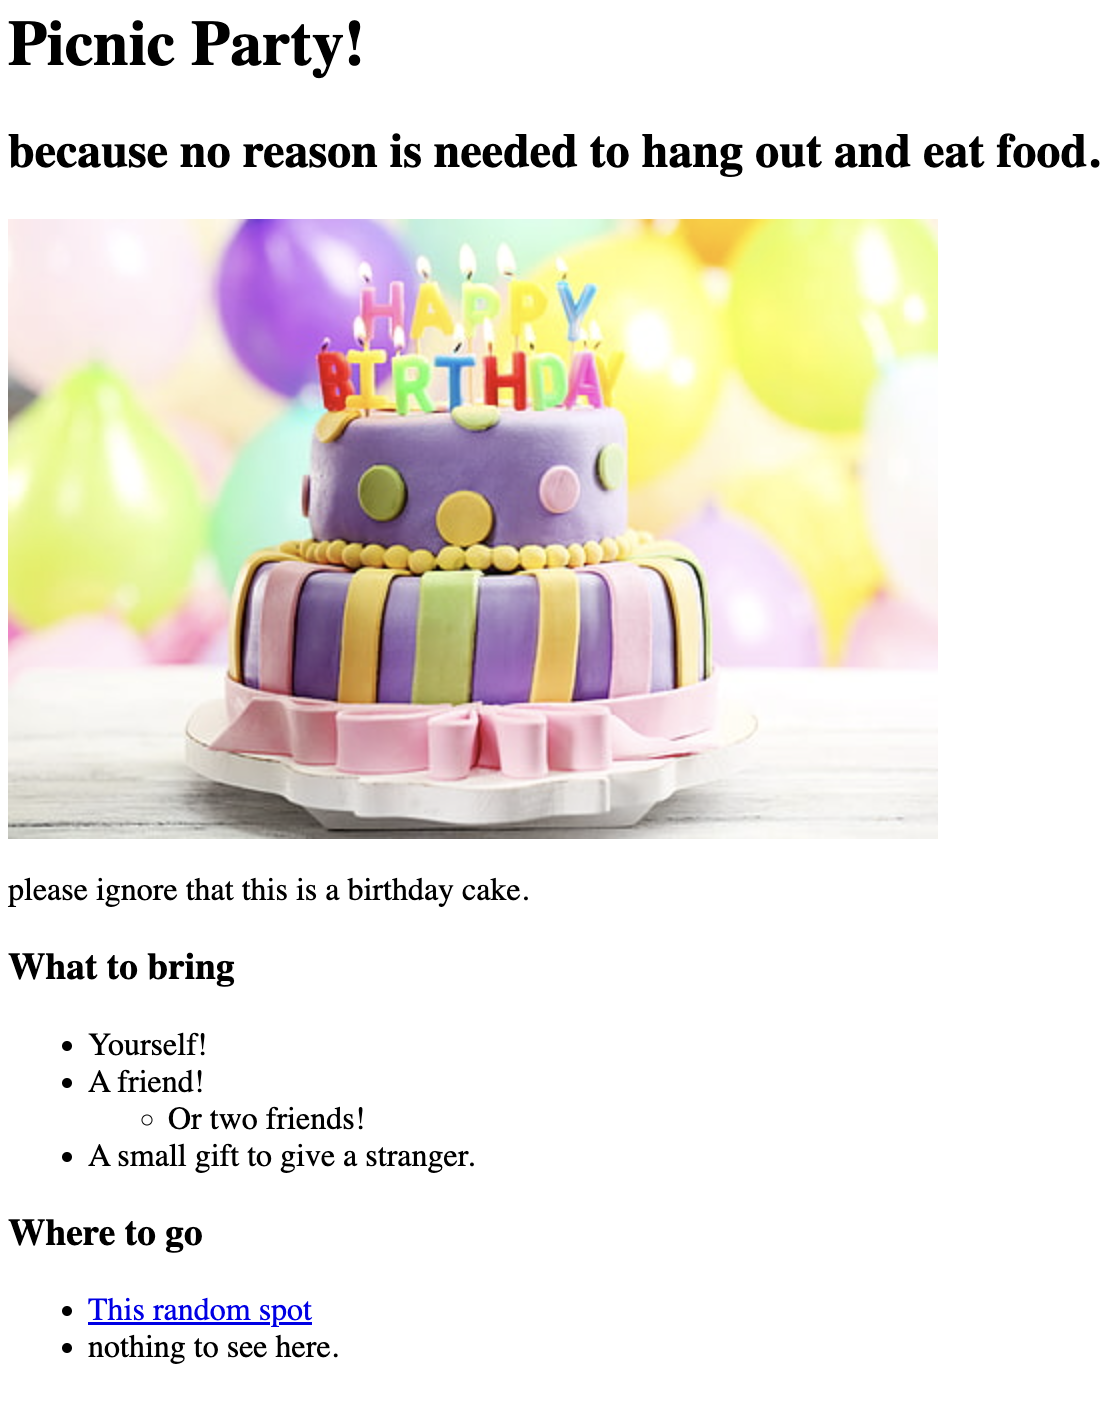 Picnic Party!
because no reason is needed to hang out and eat food.
HAPPY
BIRTHDAY
please ignore that this is a birthday cake.
What to bring
Yourself!
A friend!
Or two friends!
A small gift to give a stranger.
Where to go
This random spot
nothing to see here.